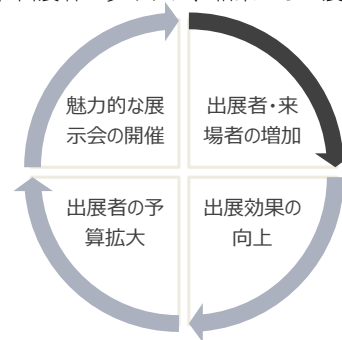 魅力的な展
示会の開催
出展者・来
場者の増加
出展者の予
算拡大
出展効果の
向上